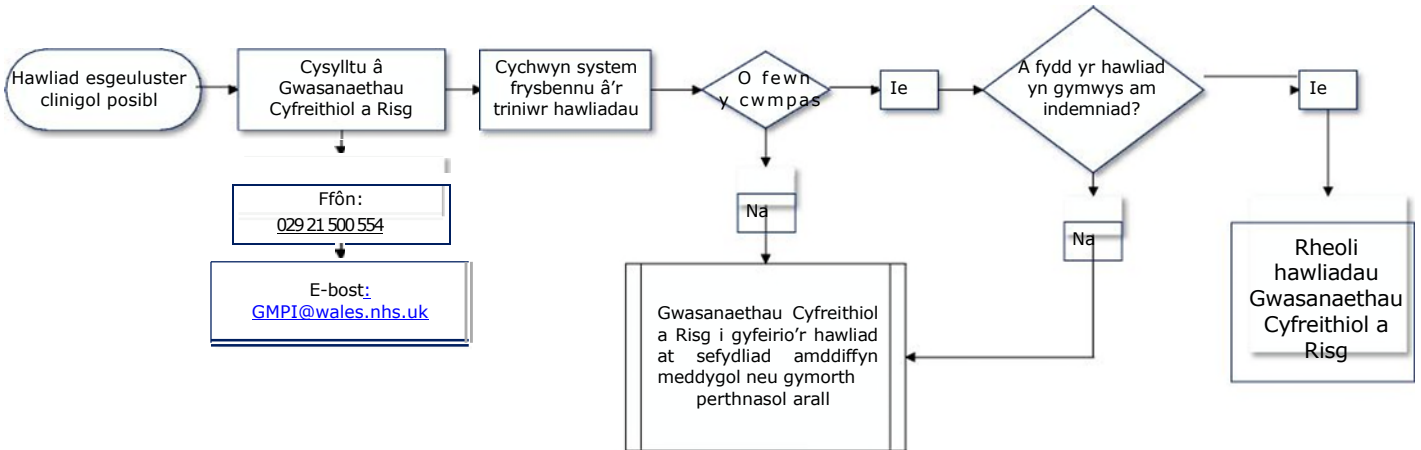 Hawliad esgeuluster
clinigol posibl
Cysylltu â
Gwasanaethau
Cyfreithiol a Risg
Ffôn:
029 21 500 554
E-bost:
GMPI@wales.nhs.uk
Cychwyn system
frysbennu â’r
triniwr hawliadau
O fewn
y cwmpas
Ie
Na
A fydd yr hawliad
yn gymwys am
indemniad?
Ie
Na
Gwasanaethau Cyfreithiol
a Risg i gyfeirio’r hawliad
at sefydliad amddiffyn
meddygol neu gymorth
perthnasol arall
Rheoli
hawliadau
Gwasanaethau
Cyfreithiol a
Risg